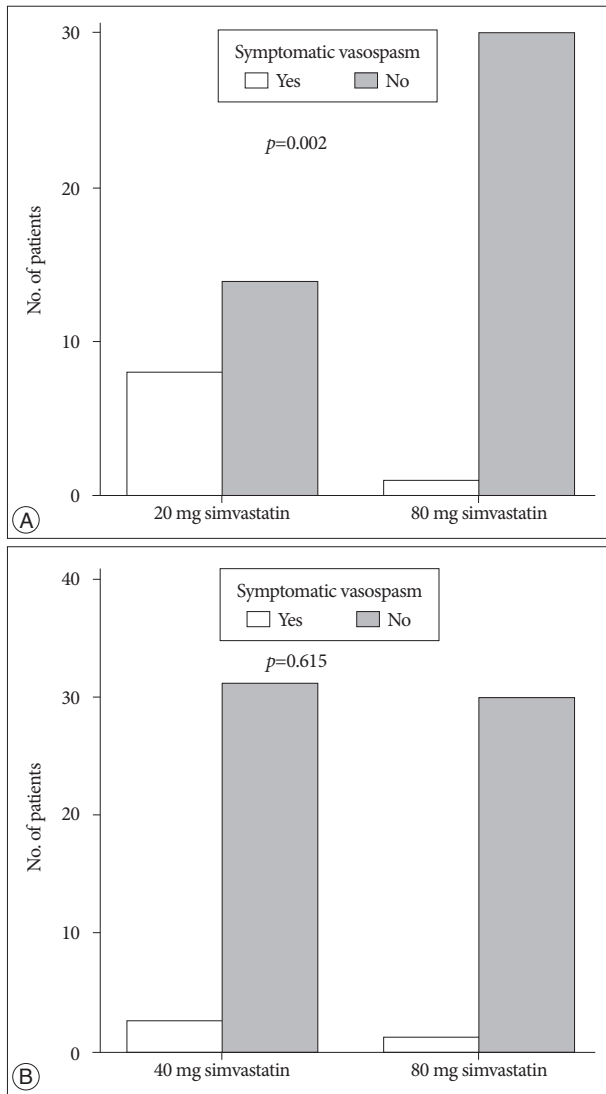 30
20
10
0
No. of patients
Symptomatic vasospasm
Yes No
p=0.002
20 mg simvastatin 80 mg simvastatin
A
40
30
20
10
0
No. of patients
Symptomatic vasospasm
Yes No
p=0.615
40 mg simvastatin 80 mg simvastatin
B